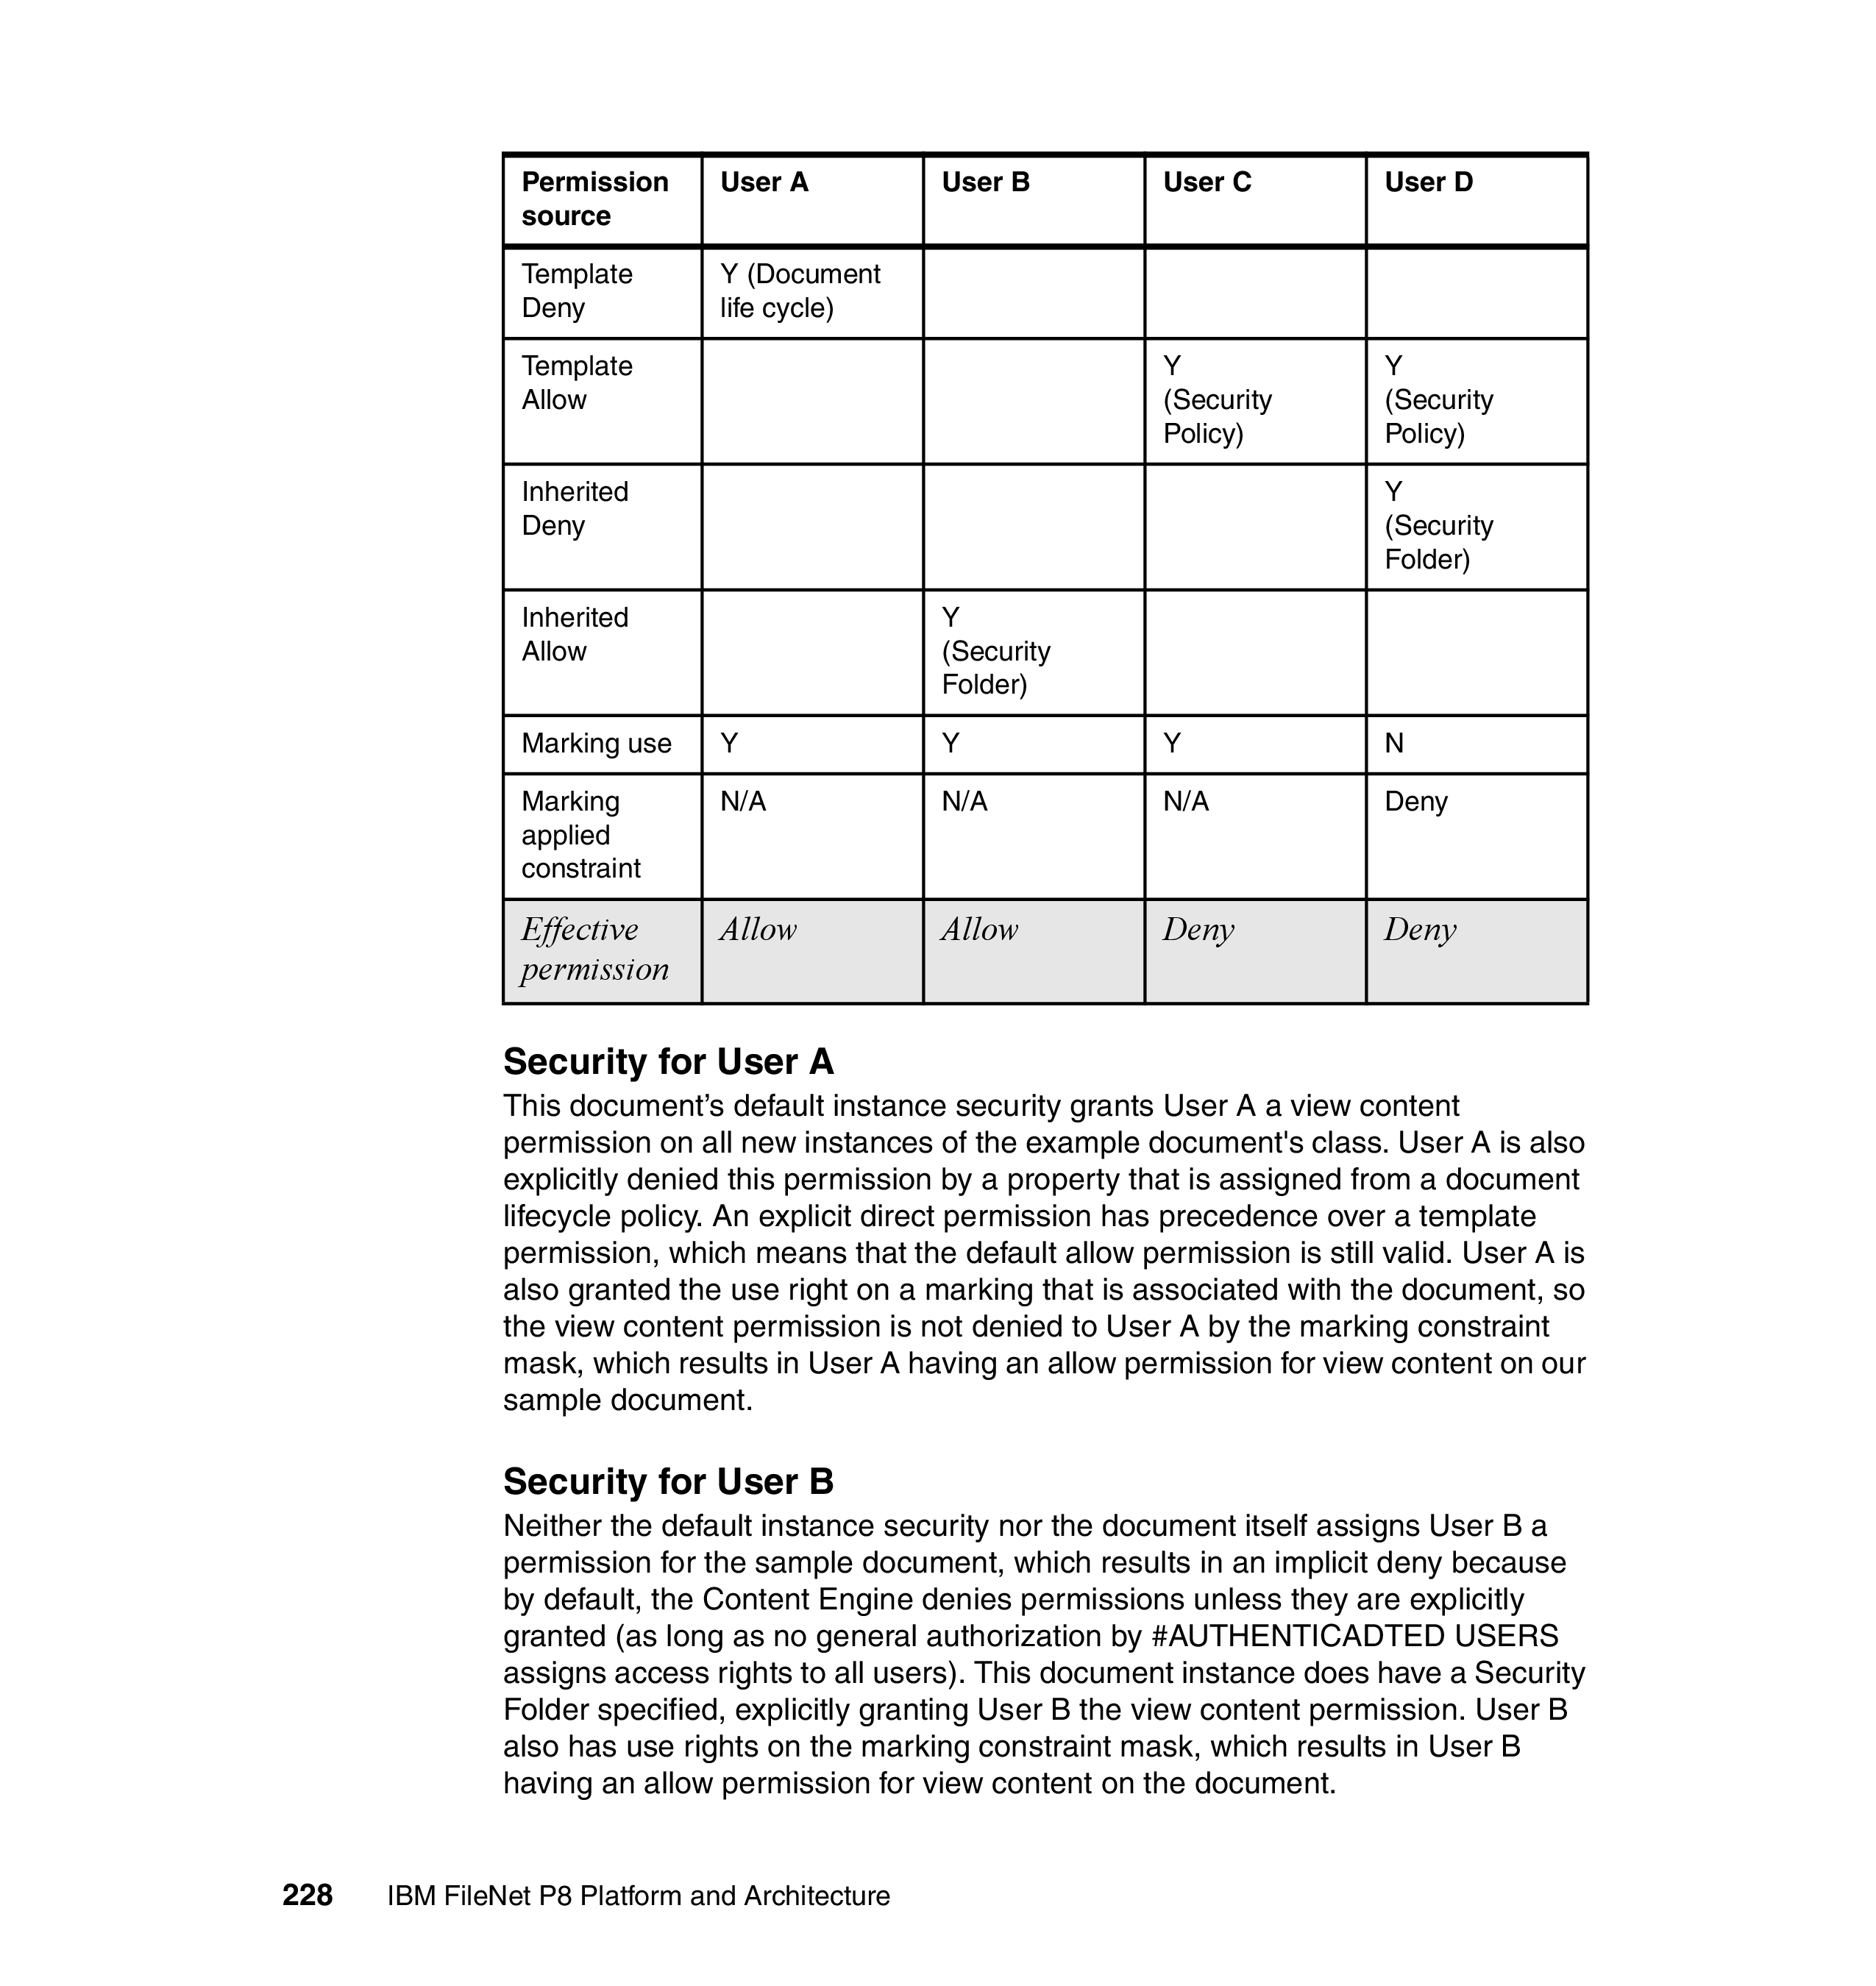 Permission source
User A
User B
User C
User D
Template Deny
Y (Document life cycle)
Template Allow
Y (Security Policy)
Y (Security Policy)
Inherited Deny
Y (Security Folder)
Inherited Allow
Y (Security Folder)
Marking use
Y
Y
Y
N
Marking applied constraint
N/A
N/A
N/A
Deny
Effective permission
Allow
Allow
Deny
Deny
Security for User A
This document’s default instance security grants User A a view content
permission on all new instances of the example document's class. User A is also
explicitly denied this permission by a property that is assigned from a document
lifecycle policy. An explicit direct permission has precedence over a template
permission, which means that the default allow permission is still valid. User A is
also granted the use right on a marking that is associated with the document, so
the view content permission is not denied to User A by the marking constraint
mask, which results in User A having an allow permission for view content on our
sample document.
Security for User B
Neither the default instance security nor the document itself assigns User B a
permission for the sample document, which results in an implicit deny because
by default, the Content Engine denies permissions unless they are explicitly
granted (as long as no general authorization by #AUTHENTICADTED USERS
assigns access rights to all users). This document instance does have a Security
Folder specified, explicitly granting User B the view content permission. User B
also has use rights on the marking constraint mask, which results in User B
having an allow permission for view content on the document.
228 IBM FileNet P8 Platform and Architecture